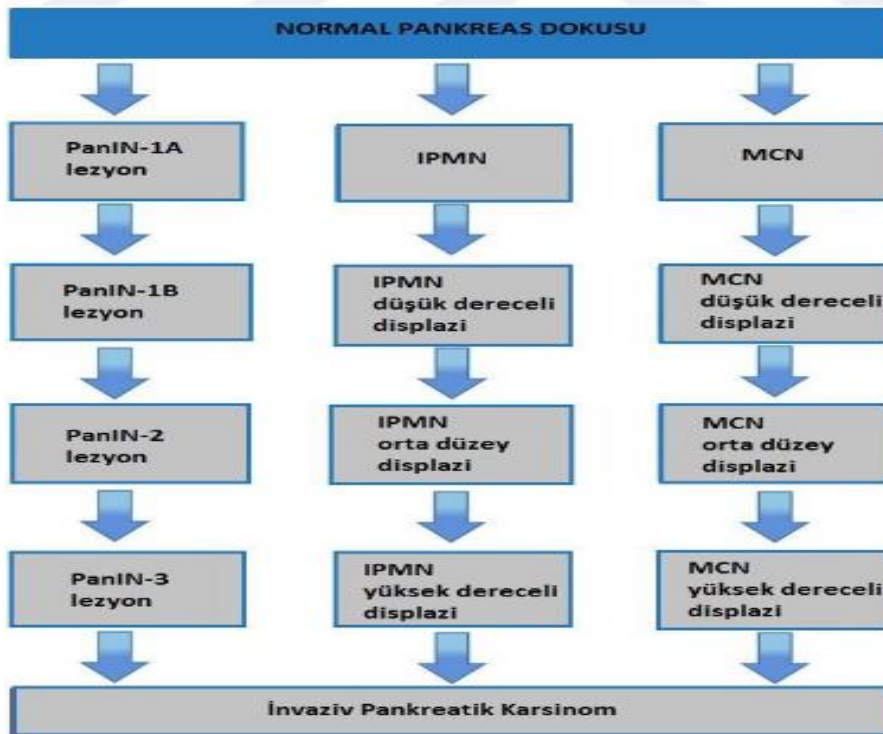 NORMAL PANKREAS DOKUSU
PanIN-1A
lezyon
IPMN
MCN
PanIN-1B
lezyon
IPMN
düşük dereceli
displazi
MCN
düşük dereceli
displazi
PanIN-2
lezyon
IPMN
orta düzey
displazi
MCN
orta düzey
displazi
PanIN-3
lezyon
IPMN
yüksek dereceli
displazi
MCN
yüksek dereceli
displazi
İnvaziv Pankreatik Karsinom